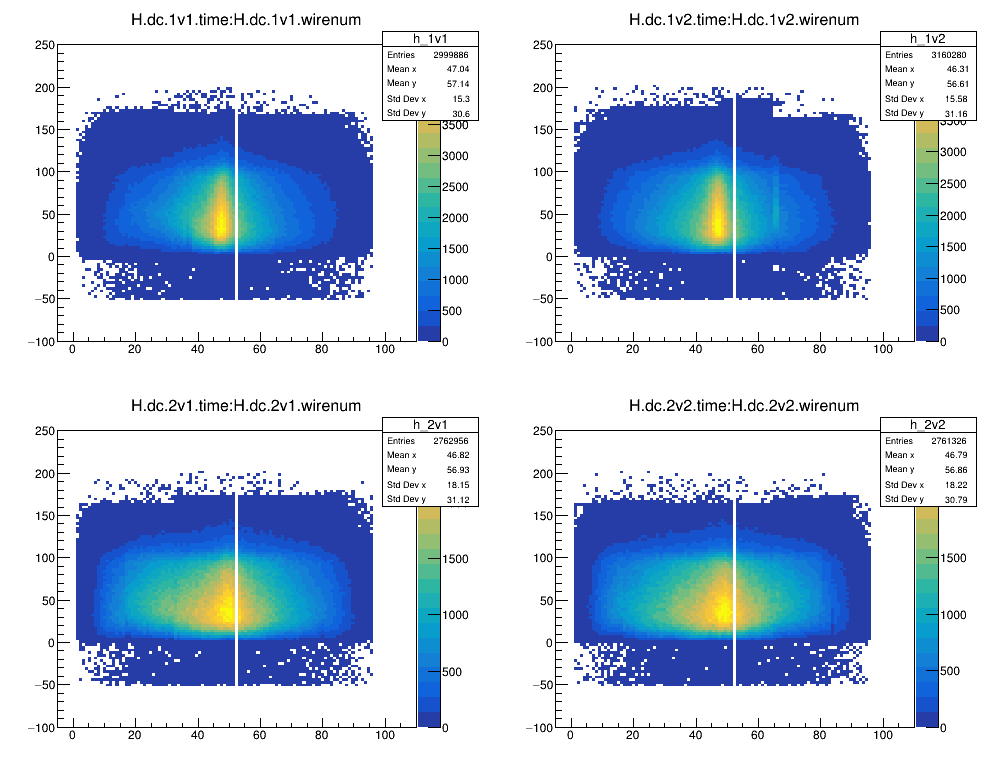 H.dc.1v1.time:H.dc.1v1.wirenum
h_1v1
Entries 2999886
Mean x 47.04
Mean y 57.14
Std Dev x 15.3
Std Dev y 30.6
250
200
150
100
50
0
−50
−100
0 20 40 60 80 100
3500
3000
2500
2000
1500
1000
500
0
H.dc.1v2.time:H.dc.1v2.wirenum
h_1v2
Entries 3160280
Mean x 46.31
Mean y 56.61
Std Dev x 15.58
Std Dev y 31.16
250
200
150
100
50
0
−50
−100
0 20 40 60 80 100
3500
3000
2500
2000
1500
1000
500
0
H.dc.2v1.time:H.dc.2v1.wirenum
h_2v1
Entries 2762956
Mean x 46.82
Mean y 56.93
Std Dev x 18.15
Std Dev y 31.12
250
200
150
100
50
0
−50
−100
0 20 40 60 80 100
1500
1000
500
0
H.dc.2v2.time:H.dc.2v2.wirenum
h_2v2
Entries 2761326
Mean x 46.79
Mean y 56.86
Std Dev x 18.22
Std Dev y 30.79
250
200
150
100
50
0
−50
−100
0 20 40 60 80 100
1500
1000
500
0